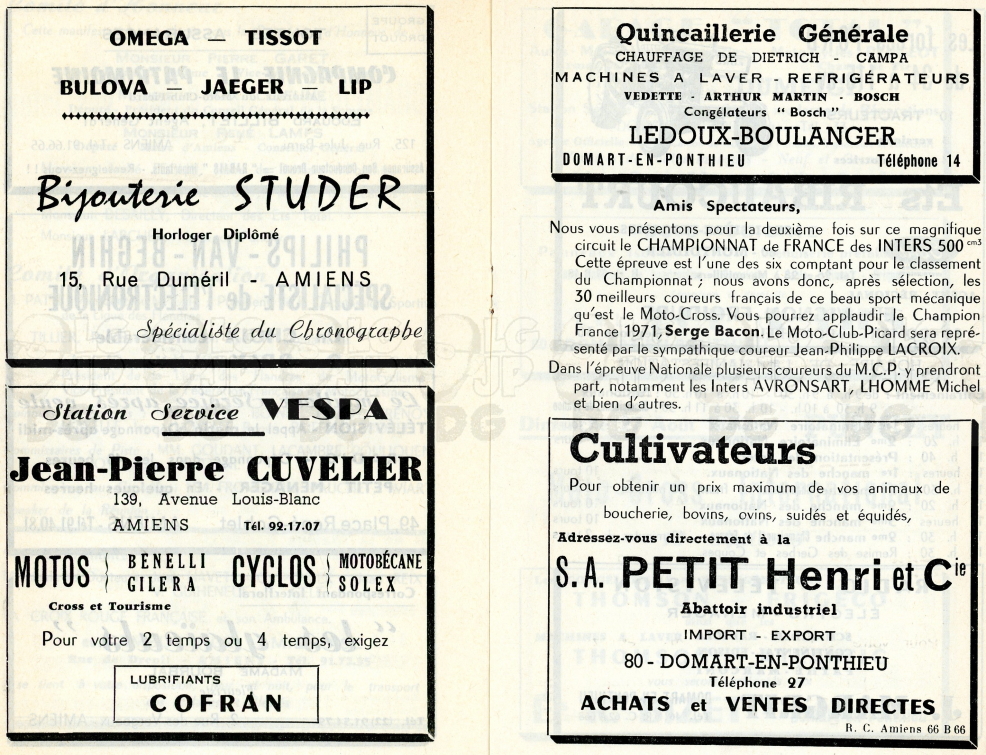 OMEGA — TISSOT
BULOVA — JAEGER — LIP
Bijouterie STUDER
Horloger Diplômé
15, Rue Duméril - AMIENS
Spécialiste du Chronographe
Station Service VESPA
Jean-Pierre CUVELIER
139, Avenue Louis-Blanc
AMIENS Tél. 92.17.07
MOTOS { BENELLI GILERA CYCLOS { MOTOBÉCANE SOLEX
Cross et Tourisme
Pour votre 2 temps ou 4 temps, exigez
LUBRIFIANTS
COFRAN
Quincaillerie Générale
CHAUFFAGE DE DIETRICH - CAMPA
MACHINES A LAVER - REFRIGÉRATEURS
VEDETTE - ARTHUR MARTIN - BOSCH
Congélateurs "Bosch"
LEDOUX-BOULANGER
DOMART-EN-PONTHIEU Téléphone 14
Amis Spectateurs,
Nous vous présentons pour la deuxième fois sur ce magnifique
circuit le CHAMPIONNAT de FRANCE des INTERS 500 cm3
Cette épreuve est l'une des six comptant pour le classement
du Championnat ; nous avons donc, après sélection, les
30 meilleurs coureurs français de ce beau sport mécanique
qu'est le Moto-Cross. Vous pourrez applaudir le Champion
France 1971, Serge Bacon. Le Moto-Club-Picard sera repré-
senté par le sympathique coureur Jean-Philippe LACROIX.
Dans l'épreuve Nationale plusieurs coureurs du M.C.P. y prendront
part, notamment les Inters AVRONSART, LHOMME Michel
et bien d'autres.
Cultivateurs
Pour obtenir un prix maximum de vos animaux de
boucherie, bovins, ovins, suidés et équidés,
Adressez-vous directement à la
S.A. PETIT Henri et Cie
Abattoir industriel
IMPORT - EXPORT
80 - DOMART-EN-PONTHIEU
Téléphone 27
ACHATS et VENTES DIRECTES
R. C. Amiens 66 B 66